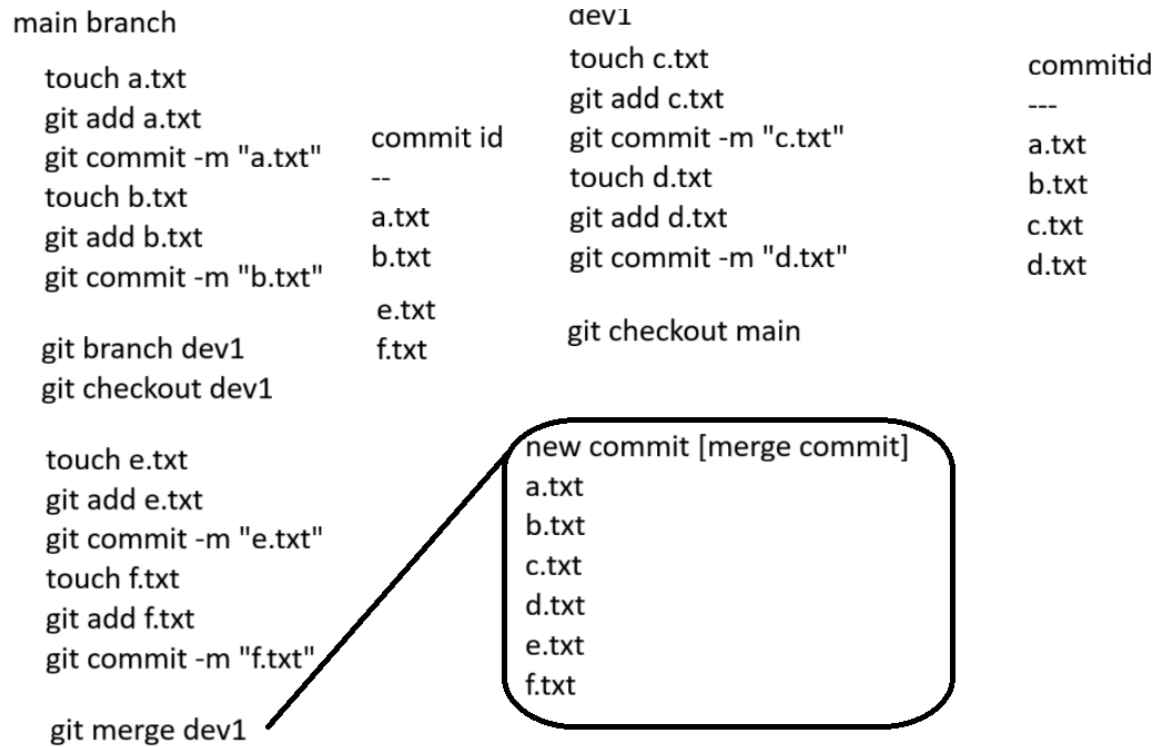 main branch
touch a.txt
git add a.txt
git commit -m "a.txt"
touch b.txt
git add b.txt
git commit -m "b.txt"
git branch dev1
git checkout dev1
commit id
--
a.txt
b.txt
e.txt
f.txt
dev1
touch c.txt
git add c.txt
git commit -m "c.txt"
touch d.txt
git add d.txt
git commit -m "d.txt"
git checkout main
commitid
---
a.txt
b.txt
c.txt
d.txt
touch e.txt
git add e.txt
git commit -m "e.txt"
touch f.txt
git add f.txt
git commit -m "f.txt"
git merge dev1
new commit [merge commit]
a.txt
b.txt
c.txt
d.txt
e.txt
f.txt